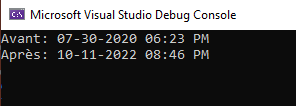 Microsoft Visual Studio Debug Console
Avant: 07-30-2020 06:23 PM
Après: 10-11-2022 08:46 PM